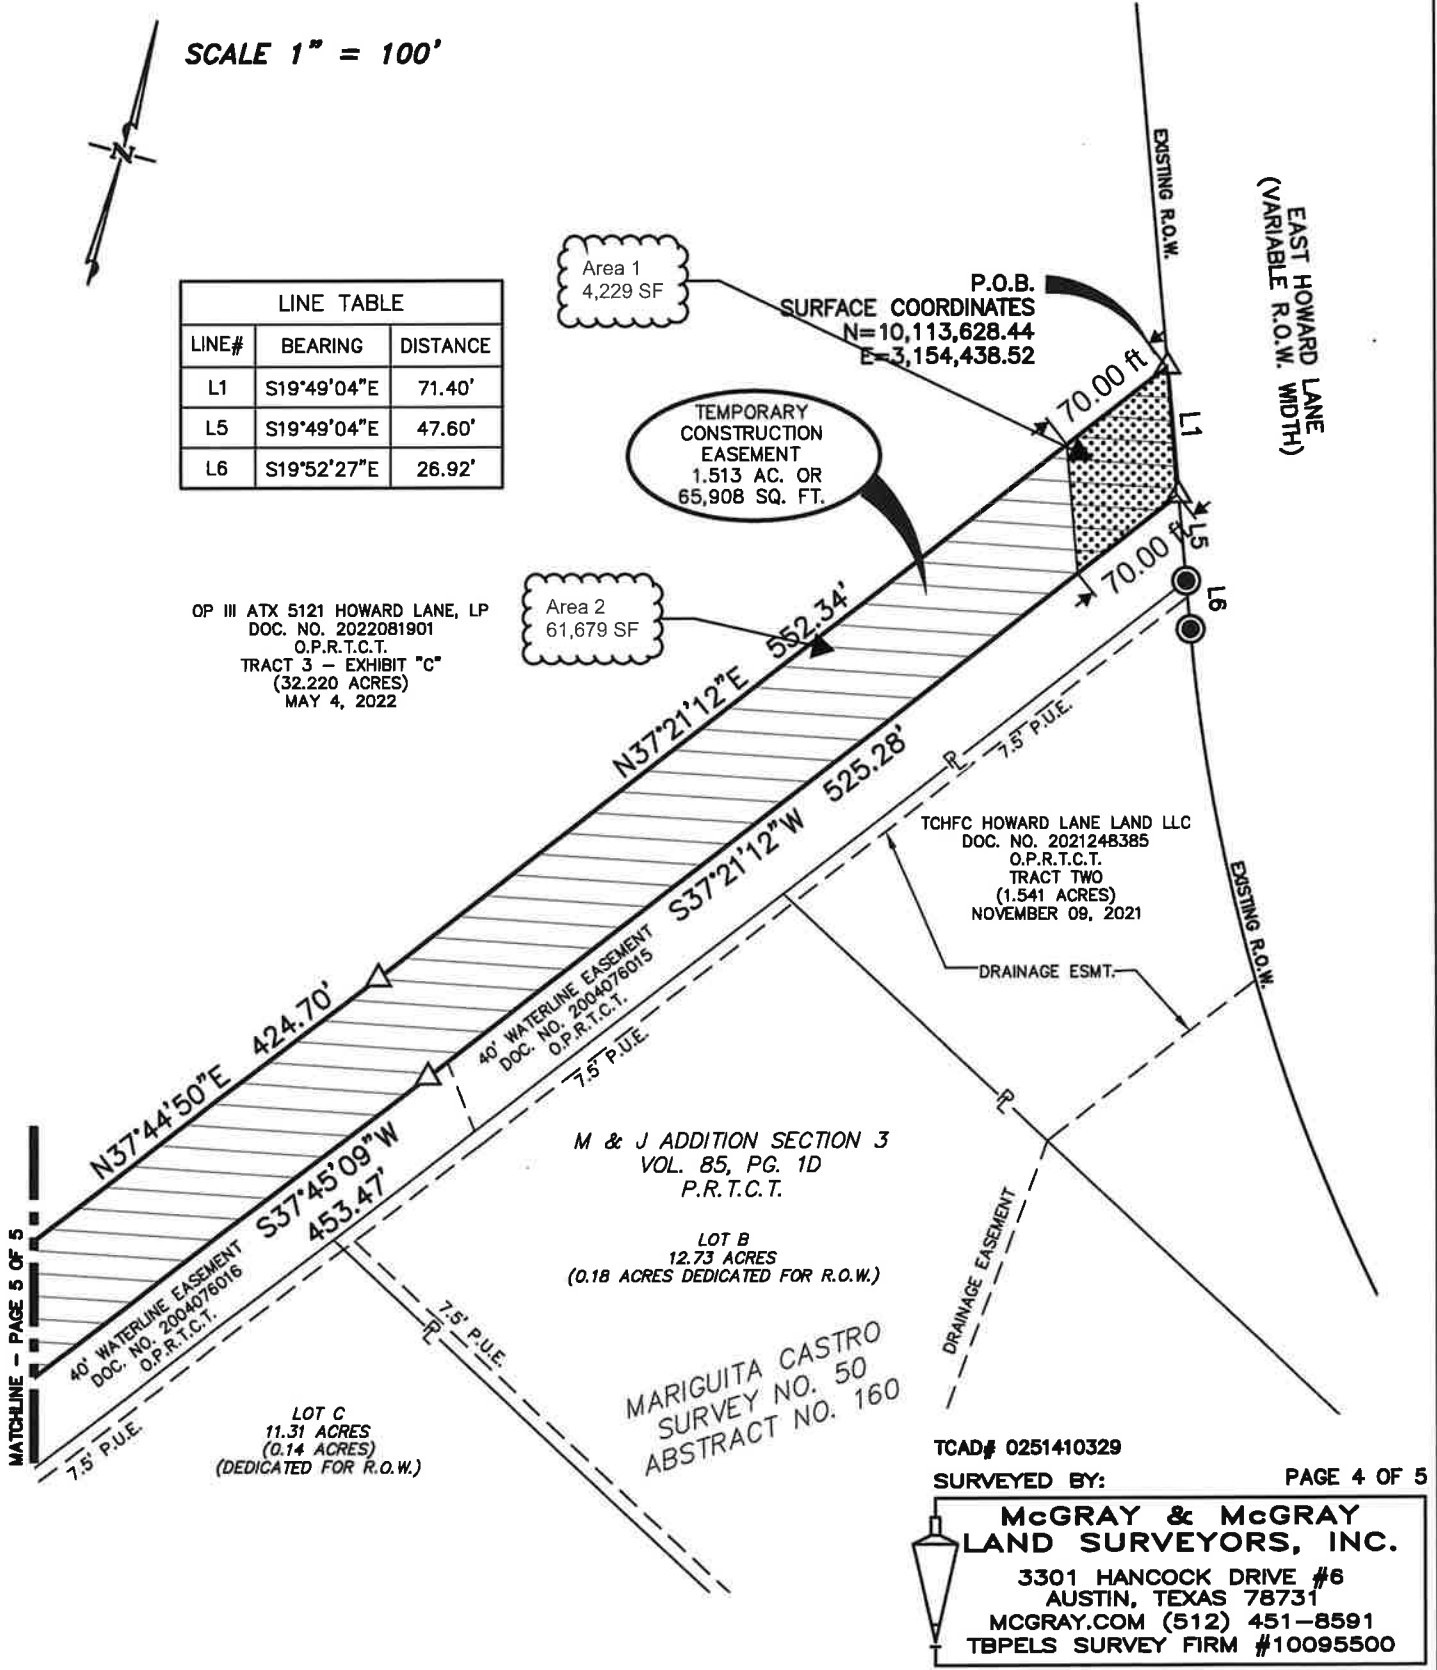 SCALE 1" = 100'
N
LINE TABLE
LINE# BEARING DISTANCE
L1 S19°49'04"E 71.40'
L5 S19°49'04"E 47.60'
L6 S19°52'27"E 26.92'
Area 1
4,229 SF
P.O.B.
SURFACE COORDINATES
N=10,113,628.44
E=3,154,438.52
EXISTING R.O.W.
EAST HOWARD LANE
(VARIABLE R.O.W. WIDTH)
70.00 ft
L1
TEMPORARY
CONSTRUCTION
EASEMENT
1.513 AC. OR
65,908 SQ. FT.
70.00 ft
L5
L6
Area 2
61,679 SF
OP III ATX 5121 HOWARD LANE, LP
DOC. NO. 2022081901
O.P.R.T.C.T.
TRACT 3 – EXHIBIT "C"
(32.220 ACRES)
MAY 4, 2022
N37°21'12"E 552.34'
S37°21'12"W 525.28'
PL
7.5' P.U.E.
TCHFC HOWARD LANE LAND LLC
DOC. NO. 2021248385
O.P.R.T.C.T.
TRACT TWO
(1.541 ACRES)
NOVEMBER 09, 2021
EXISTING R.O.W.
DRAINAGE ESMT.
40' WATERLINE EASEMENT
DOC. NO. 2004076015
O.P.R.T.C.T.
7.5' P.U.E.
N37°44'50"E 424.70'
S37°45'09"W
453.47'
PL
M & J ADDITION SECTION 3
VOL. 85, PG. 1D
P.R.T.C.T.
LOT B
12.73 ACRES
(0.18 ACRES DEDICATED FOR R.O.W.)
DRAINAGE EASEMENT
MATCHLINE – PAGE 5 OF 5
40' WATERLINE EASEMENT
DOC. NO. 2004076016
O.P.R.T.C.T.
7.5' P.U.E.
7.5' P.U.E.
PL
LOT C
11.31 ACRES
(0.14 ACRES)
(DEDICATED FOR R.O.W.)
MARIGUITA CASTRO
SURVEY NO. 50
ABSTRACT NO. 160
TCAD# 0251410329
SURVEYED BY:
PAGE 4 OF 5
McGRAY & McGRAY
LAND SURVEYORS, INC.
3301 HANCOCK DRIVE #6
AUSTIN, TEXAS 78731
MCGRAY.COM (512) 451–8591
TBPELS SURVEY FIRM #10095500